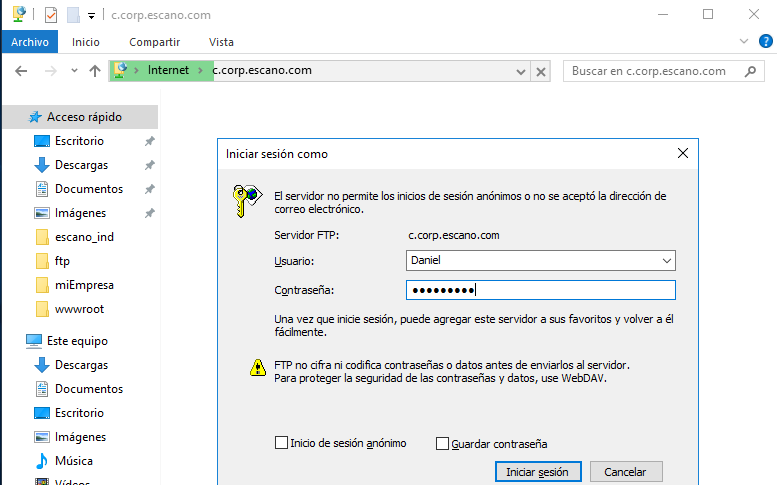 c.corp.escano.com
Archivo Inicio Compartir Vista
Internet c.corp.escano.com
Buscar en c.corp.escano.com
Acceso rápido
Escritorio
Descargas
Documentos
Imágenes
escano_ind
ftp
miEmpresa
wwwroot
Este equipo
Descargas
Documentos
Escritorio
Imágenes
Música
Vídeos
Iniciar sesión como
El servidor no permite los inicios de sesión anónimos o no se aceptó la dirección de
correo electrónico.
Servidor FTP: c.corp.escano.com
Usuario: Daniel
Contraseña: ●●●●●●●●●
Una vez que inicie sesión, puede agregar este servidor a sus favoritos y volver a él
fácilmente.
FTP no cifra ni codifica contraseñas o datos antes de enviarlos al servidor.
Para proteger la seguridad de las contraseñas y datos, use WebDAV.
Inicio de sesión anónimo Guardar contraseña
Iniciar sesión Cancelar